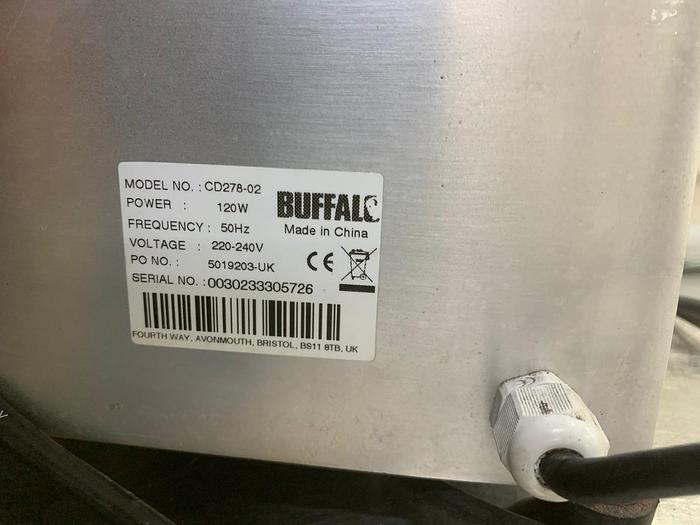 MODEL NO. : CD278-02
POWER : 120W
FREQUENCY : 50Hz
VOLTAGE : 220-240V
PO NO. : 5019203-UK
SERIAL NO. : 0030233305726
BUFFALO
Made in China
CE
FOURTH WAY, AVONMOUTH, BRISTOL, BS11 8TB, UK